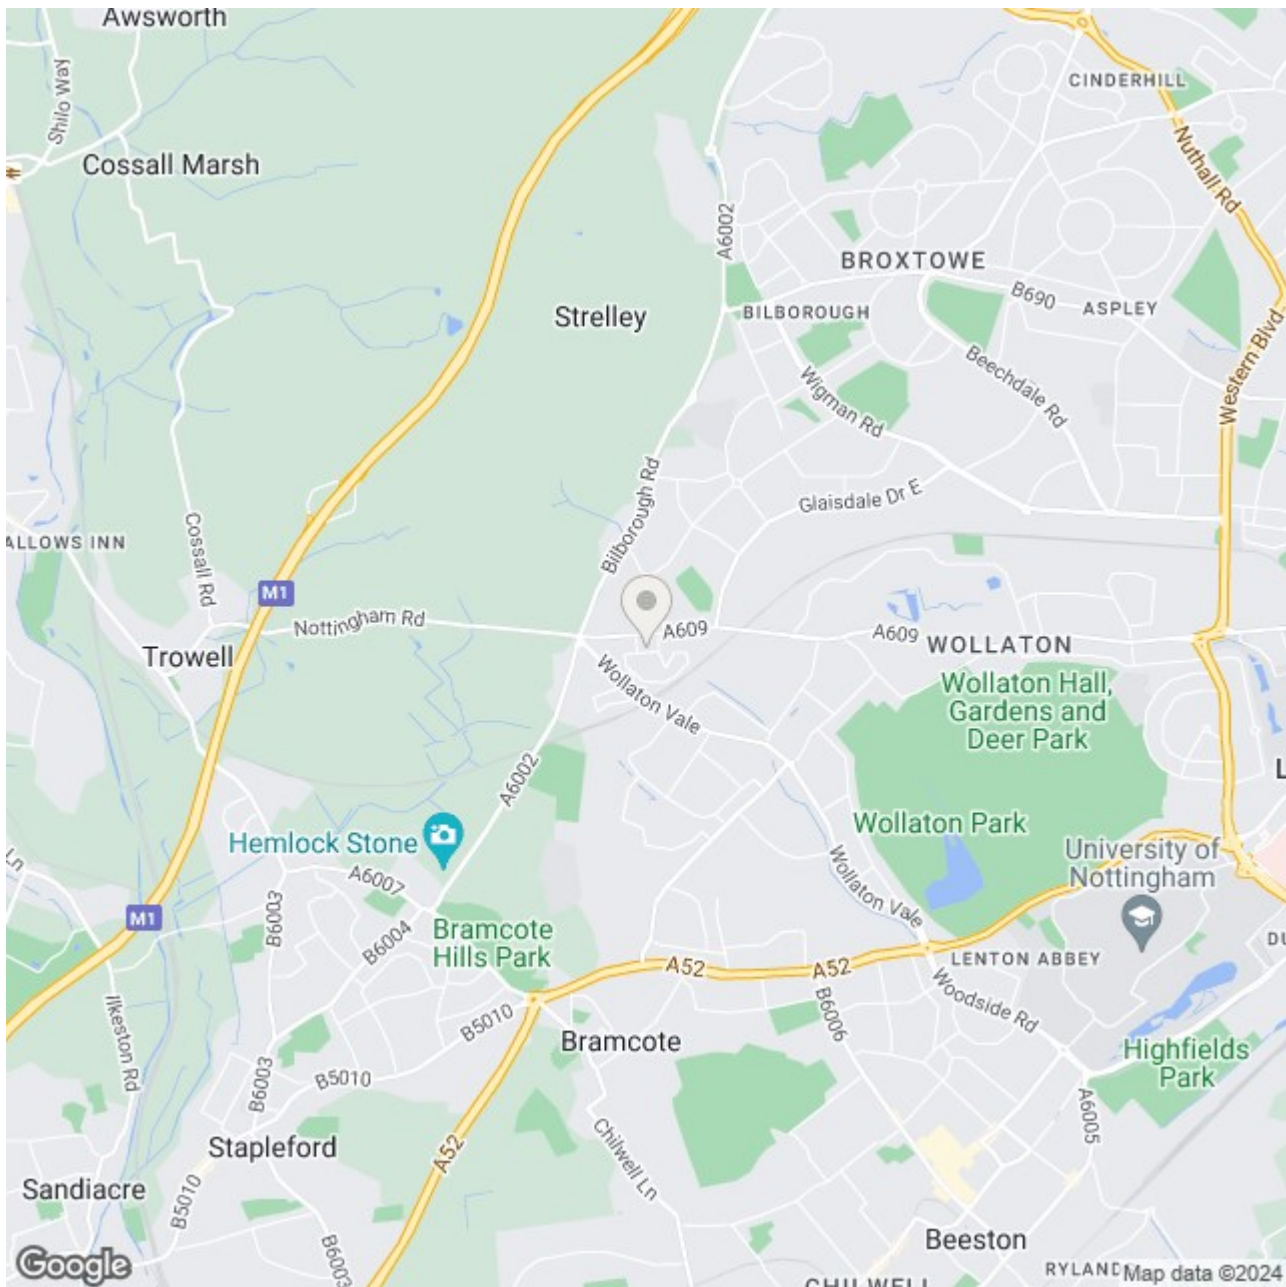 Awsworth
Shilo Way
Cossall Marsh
CINDERHILL
Nuthall Rd
A6002
BROXTOWE
Strelley
BILBOROUGH
B690
ASPLEY
Beechdale Rd
Western Blvd
Wigman Rd
Bilborough Rd
Glaisdale Dr E
ALLOWS INN
Cossall Rd
M1
Nottingham Rd
A609
A609
WOLLATON
Trowell
Wollaton Vale
Wollaton Hall,
Gardens and
Deer Park
A6002
L
Hemlock Stone
Wollaton Park
University of
Nottingham
Ln
A6007
Wollaton Vale
M1
B6003
B6004
Bramcote
Hills Park
DU
LENTON ABBEY
A52
A52
Woodside Rd
Ilkeston Rd
B5010
B6006
Bramcote
Highfields
Park
B6003
B5010
A6005
Stapleford
A52
Chilwell Ln
Sandiacre
B5010
Beeston
B6003
Google
RYLAND
Map data ©2024
CHILWELL